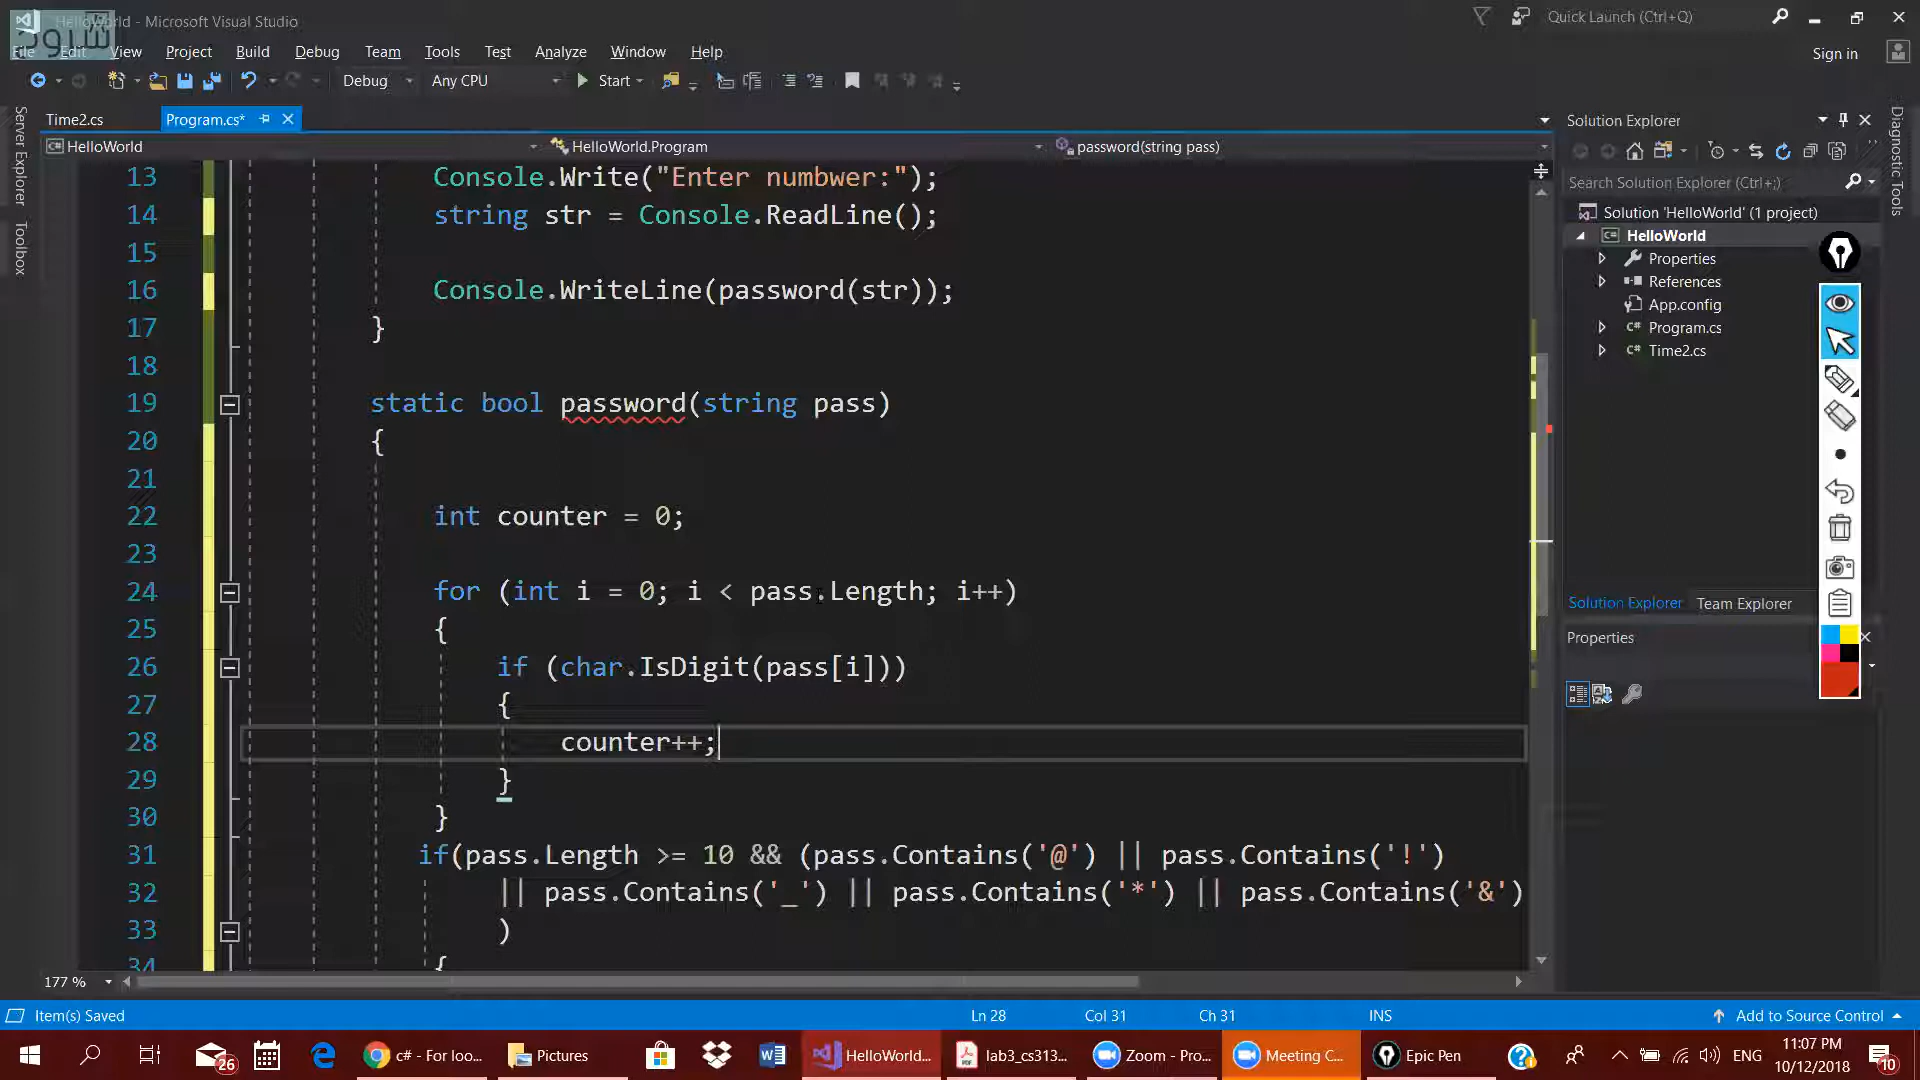 HelloWorld - Microsoft Visual Studio
Quick Launch (Ctrl+Q)
File Edit View Project Build Debug Team Tools Test Analyze Window Help
Sign in
Debug
Any CPU
Start
Server Explorer
Toolbox
Time2.cs
Program.cs*
HelloWorld
HelloWorld.Program
password(string pass)
13 Console.Write("Enter numbwer:");
14 string str = Console.ReadLine();
15
16 Console.WriteLine(password(str));
17 }
18
19 static bool password(string pass)
20 {
21
22 int counter = 0;
23
24 for (int i = 0; i < pass.Length; i++)
25 {
26 if (char.IsDigit(pass[i]))
27 {
28 counter++;
29 }
30 }
31 if(pass.Length >= 10 && (pass.Contains('@') || pass.Contains('!')
32 || pass.Contains('_') || pass.Contains('*') || pass.Contains('&')
33 )
34 {
177 %
Solution Explorer
Search Solution Explorer (Ctrl+;)
Solution 'HelloWorld' (1 project)
HelloWorld
Properties
References
App.config
Program.cs
Time2.cs
Solution Explorer Team Explorer
Properties
Diagnostic Tools
Item(s) Saved
Ln 28
Col 31
Ch 31
INS
Add to Source Control
26
c# - For loo...
Pictures
HelloWorld...
lab3_cs313...
Zoom - Pro...
Meeting C...
Epic Pen
ENG
11:07 PM
10/12/2018
10